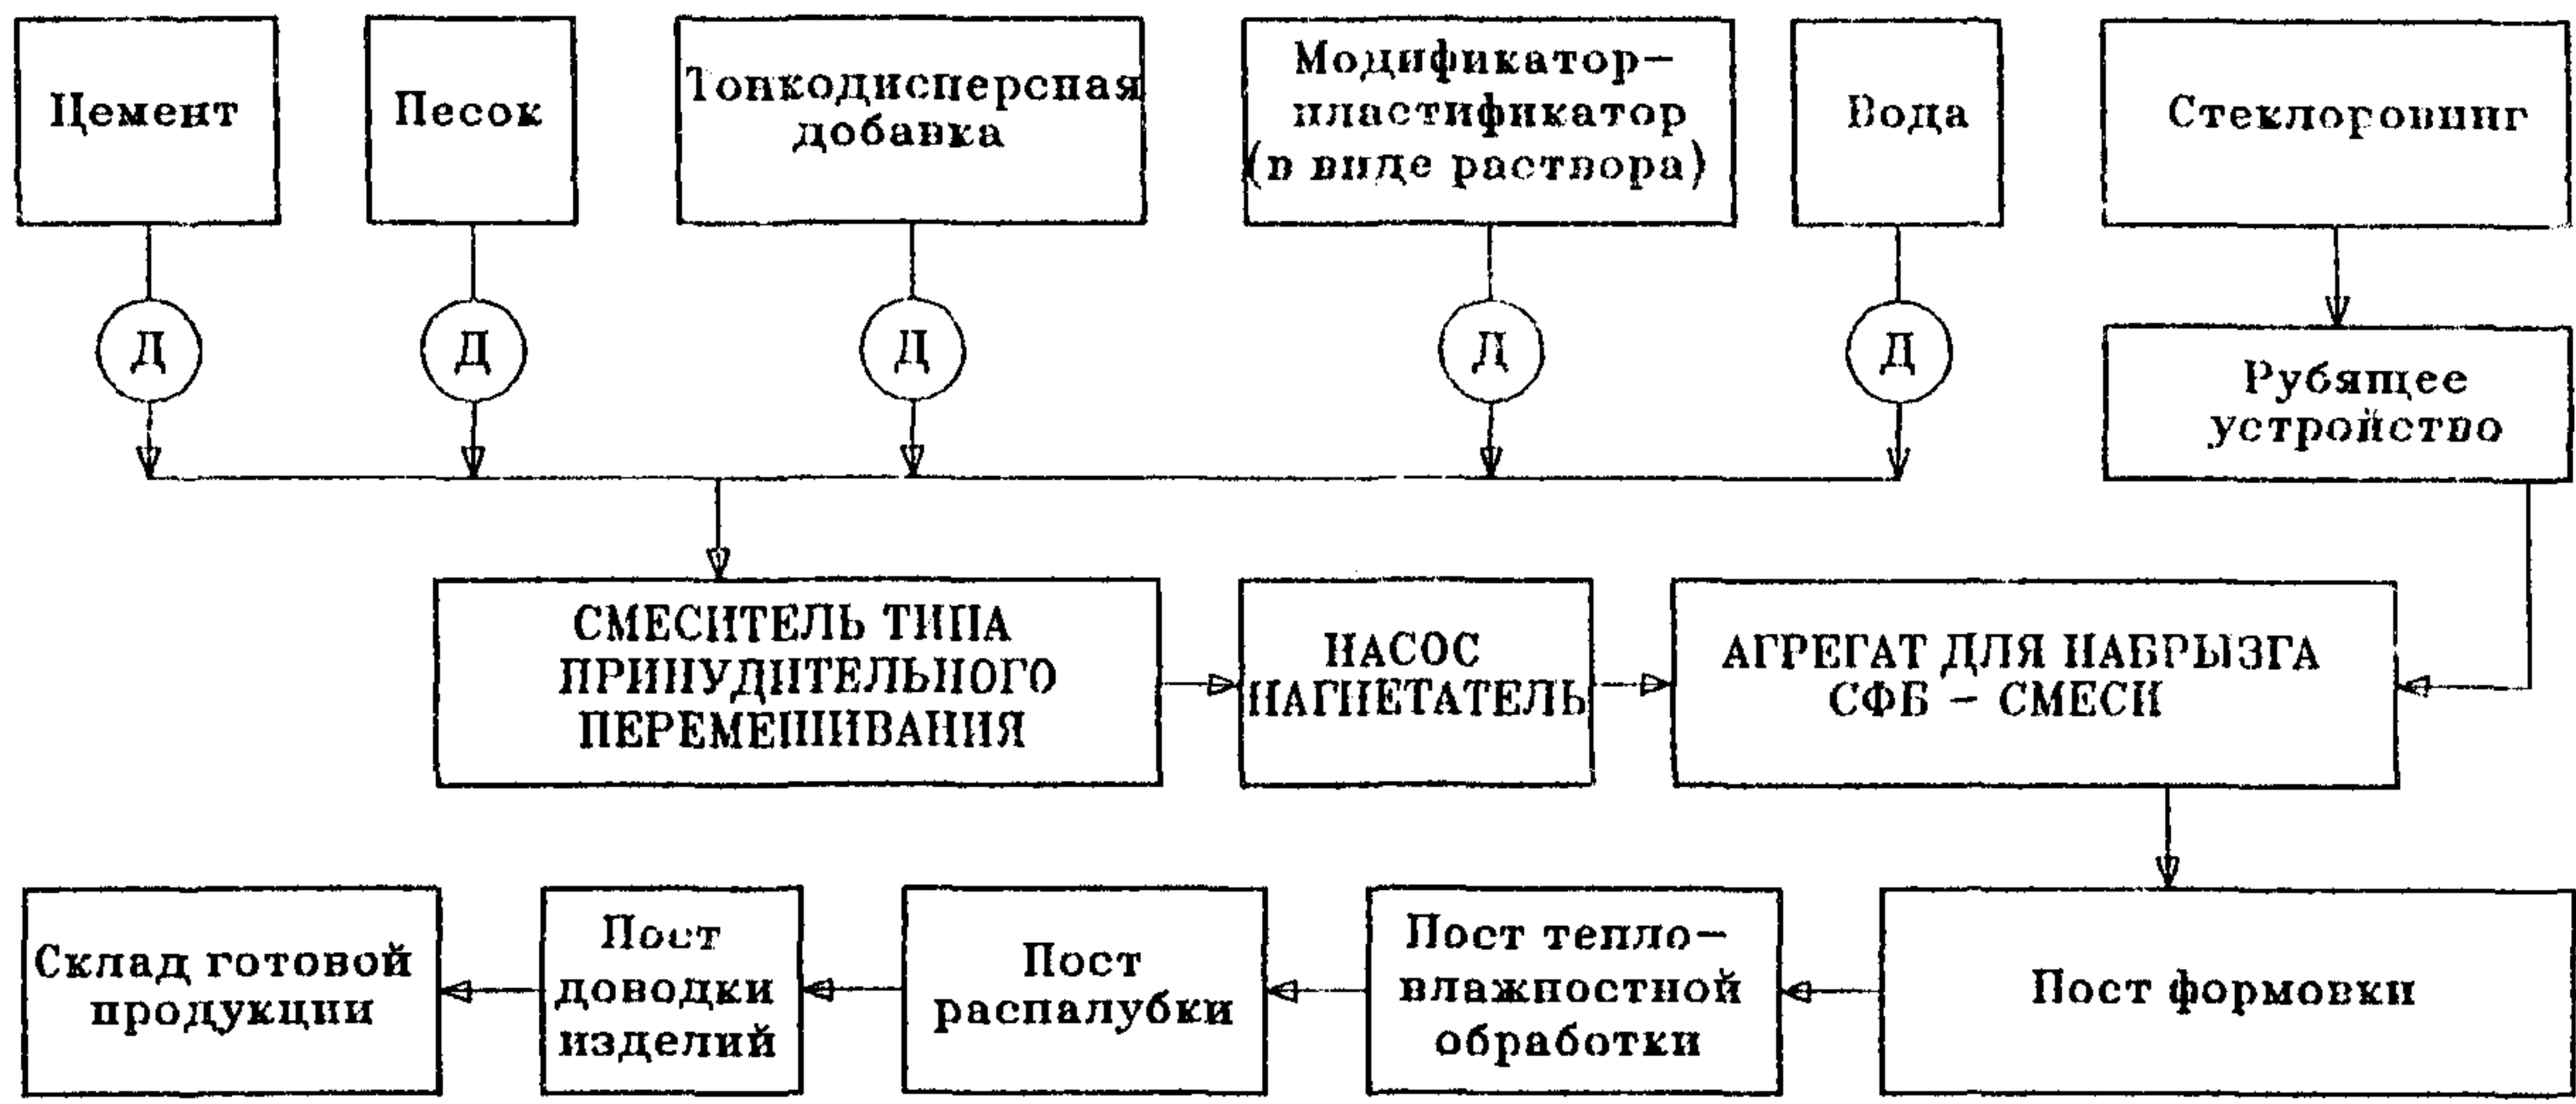 Цемент
Песок
Тонкодисперсная
добавка
Модификатор-
пластификатор
(в виде раствора)
Вода
Стеклоровинг
Д
Д
Д
Д
Д
Рубящее
устройство
СМЕСИТЕЛЬ ТИПА
ПРИНУДИТЕЛЬНОГО
ПЕРЕМЕШИВАНИЯ
НАСОС
НАГНЕТАТЕЛЬ
АГРЕГАТ ДЛЯ НАБРЫЗГА
СФБ - СМЕСИ
Склад готовой
продукции
Пост
доводки
изделий
Пост
распалубки
Пост тепло-
влажностной
обработки
Пост формовки